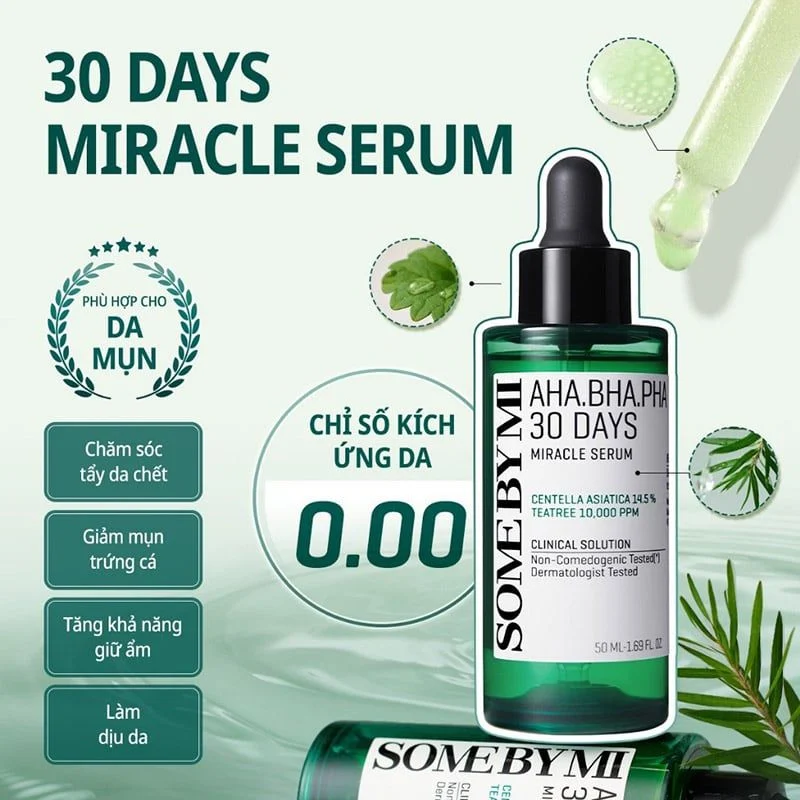 30 DAYS
MIRACLE SERUM
PHÙ HỢP CHO
DA
MỤN
Chăm sóc
tẩy da chết
Giảm mụn
trứng cá
Tăng khả năng
giữ ẩm
Làm
dịu da
CHỈ SỐ KÍCH
ỨNG DA
0.00
SOME BY MI
AHA.BHA.PHA
30 DAYS
MIRACLE SERUM
CENTELLA ASIATICA 14.5%
TEATREE 10,000 PPM
CLINICAL SOLUTION
Non-Comedogenic Tested(*)
Dermatologist Tested
50 ML-1.69 FL. OZ
SOME BY MI